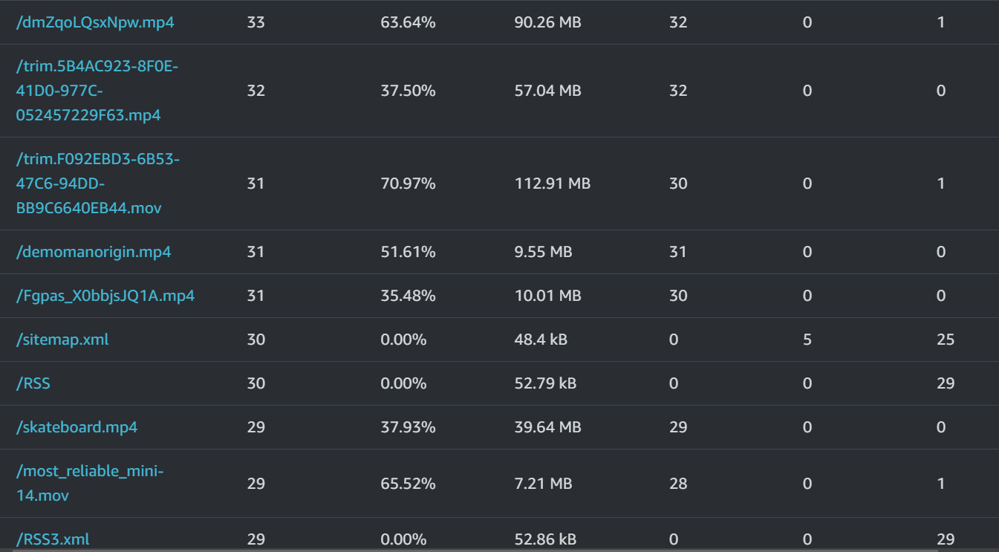 /dmZqoLQsxNpw.mp4 33 63.64% 90.26 MB 32 0 1
/trim.5B4AC923-8F0E-
41D0-977C- 32 37.50% 57.04 MB 32 0 0
052457229F63.mp4
/trim.F092EBD3-6B53-
47C6-94DD- 31 70.97% 112.91 MB 30 0 1
BB9C6640EB44.mov
/demomanorigin.mp4 31 51.61% 9.55 MB 31 0 0
/Fgpas_X0bbjsJQ1A.mp4 31 35.48% 10.01 MB 30 0 0
/sitemap.xml 30 0.00% 48.4 kB 0 5 25
/RSS 30 0.00% 52.79 kB 0 0 29
/skateboard.mp4 29 37.93% 39.64 MB 29 0 0
/most_reliable_mini-
14.mov 29 65.52% 7.21 MB 28 0 1
/RSS3.xml 29 0.00% 52.86 kB 0 0 29